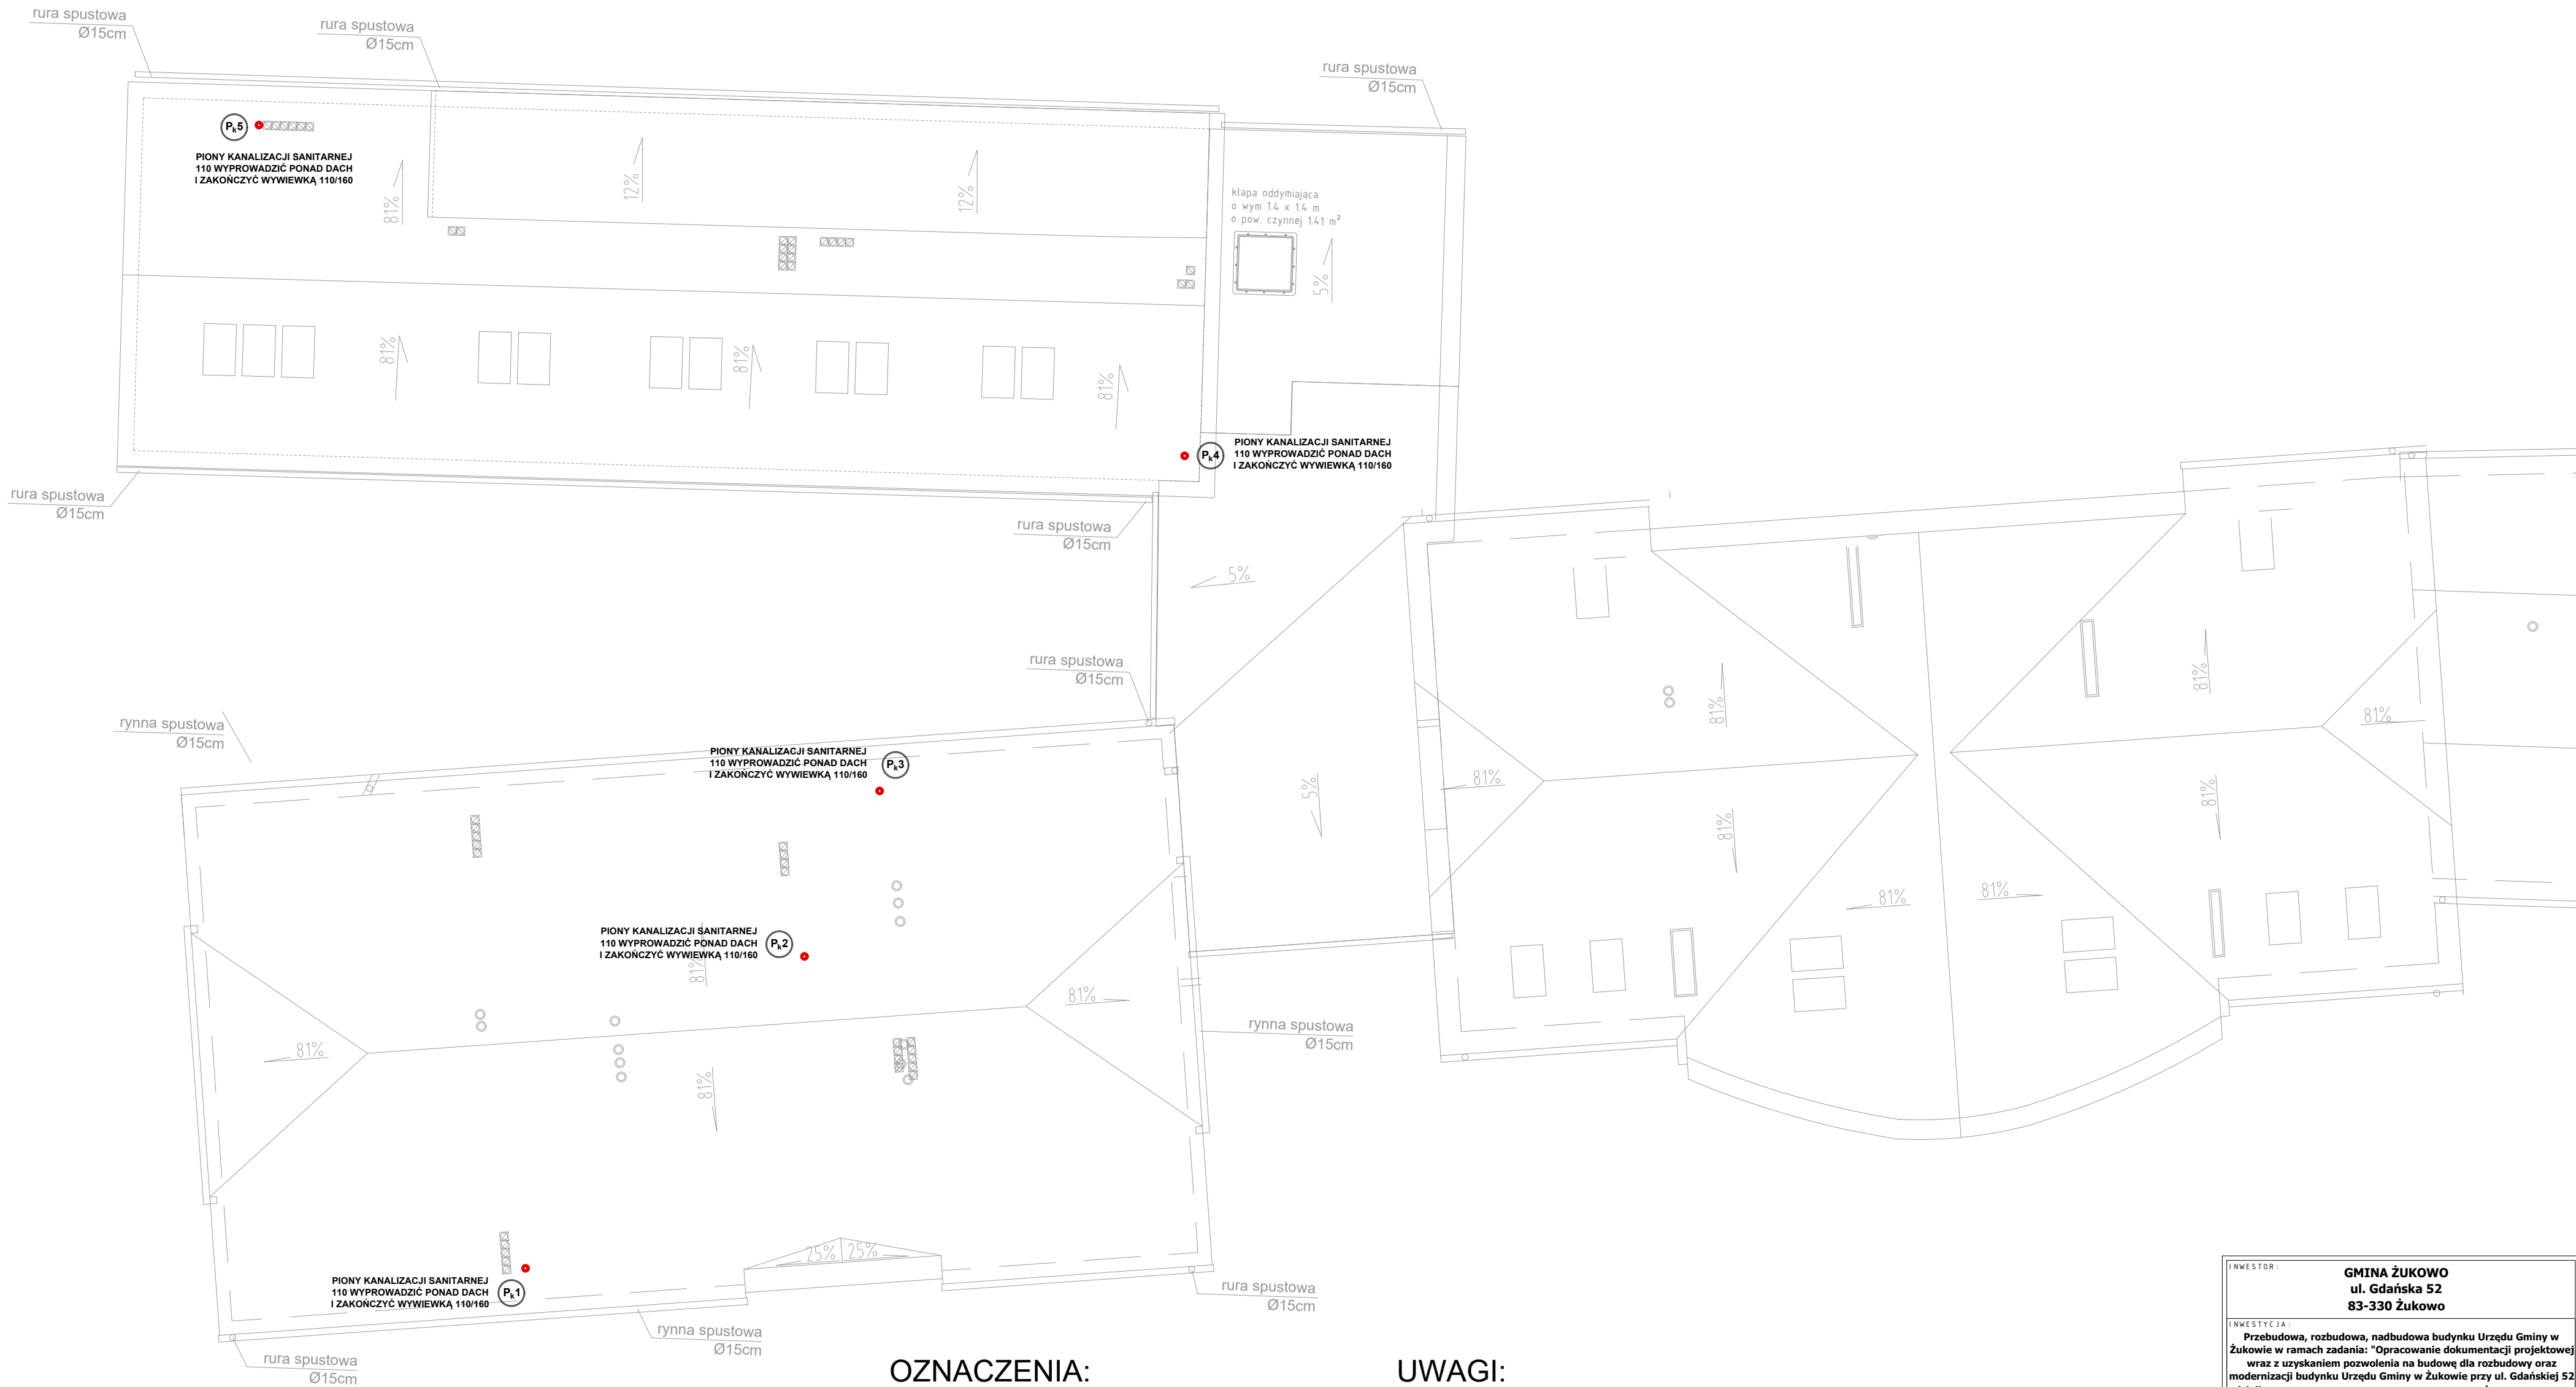 rura spustowa
Ø15cm
rura spustowa
Ø15cm
rura spustowa
Ø15cm
Pk5
PIONY KANALIZACJI SANITARNEJ
110 WYPROWADZIĆ PONAD DACH
I ZAKOŃCZYĆ WYWIEWKĄ 110/160
81%
12%
12%
klapa oddymiająca
o wym 1.4 x 1.4 m
o pow. czynnej 1.41 m²
5%
81%
81%
81%
Pk4
PIONY KANALIZACJI SANITARNEJ
110 WYPROWADZIĆ PONAD DACH
I ZAKOŃCZYĆ WYWIEWKĄ 110/160
rura spustowa
Ø15cm
rura spustowa
Ø15cm
5%
rura spustowa
Ø15cm
81%
81%
81%
rynna spustowa
Ø15cm
PIONY KANALIZACJI SANITARNEJ
110 WYPROWADZIĆ PONAD DACH
I ZAKOŃCZYĆ WYWIEWKĄ 110/160
Pk3
5%
81%
81%
81%
81%
81%
PIONY KANALIZACJI SANITARNEJ
110 WYPROWADZIĆ PONAD DACH
I ZAKOŃCZYĆ WYWIEWKĄ 110/160
Pk2
81%
81%
rynna spustowa
Ø15cm
81%
81%
25% 25%
PIONY KANALIZACJI SANITARNEJ
110 WYPROWADZIĆ PONAD DACH
I ZAKOŃCZYĆ WYWIEWKĄ 110/160
Pk1
rura spustowa
Ø15cm
rynna spustowa
Ø15cm
rura spustowa
Ø15cm
OZNACZENIA:
UWAGI:
INWESTOR:
GMINA ŻUKOWO
ul. Gdańska 52
83-330 Żukowo
INWESTYCJA:
Przebudowa, rozbudowa, nadbudowa budynku Urzędu Gminy w
Żukowie w ramach zadania: "Opracowanie dokumentacji projektowej
wraz z uzyskaniem pozwolenia na budowę dla rozbudowy oraz
modernizacji budynku Urzędu Gminy w Żukowie przy ul. Gdańskiej 52